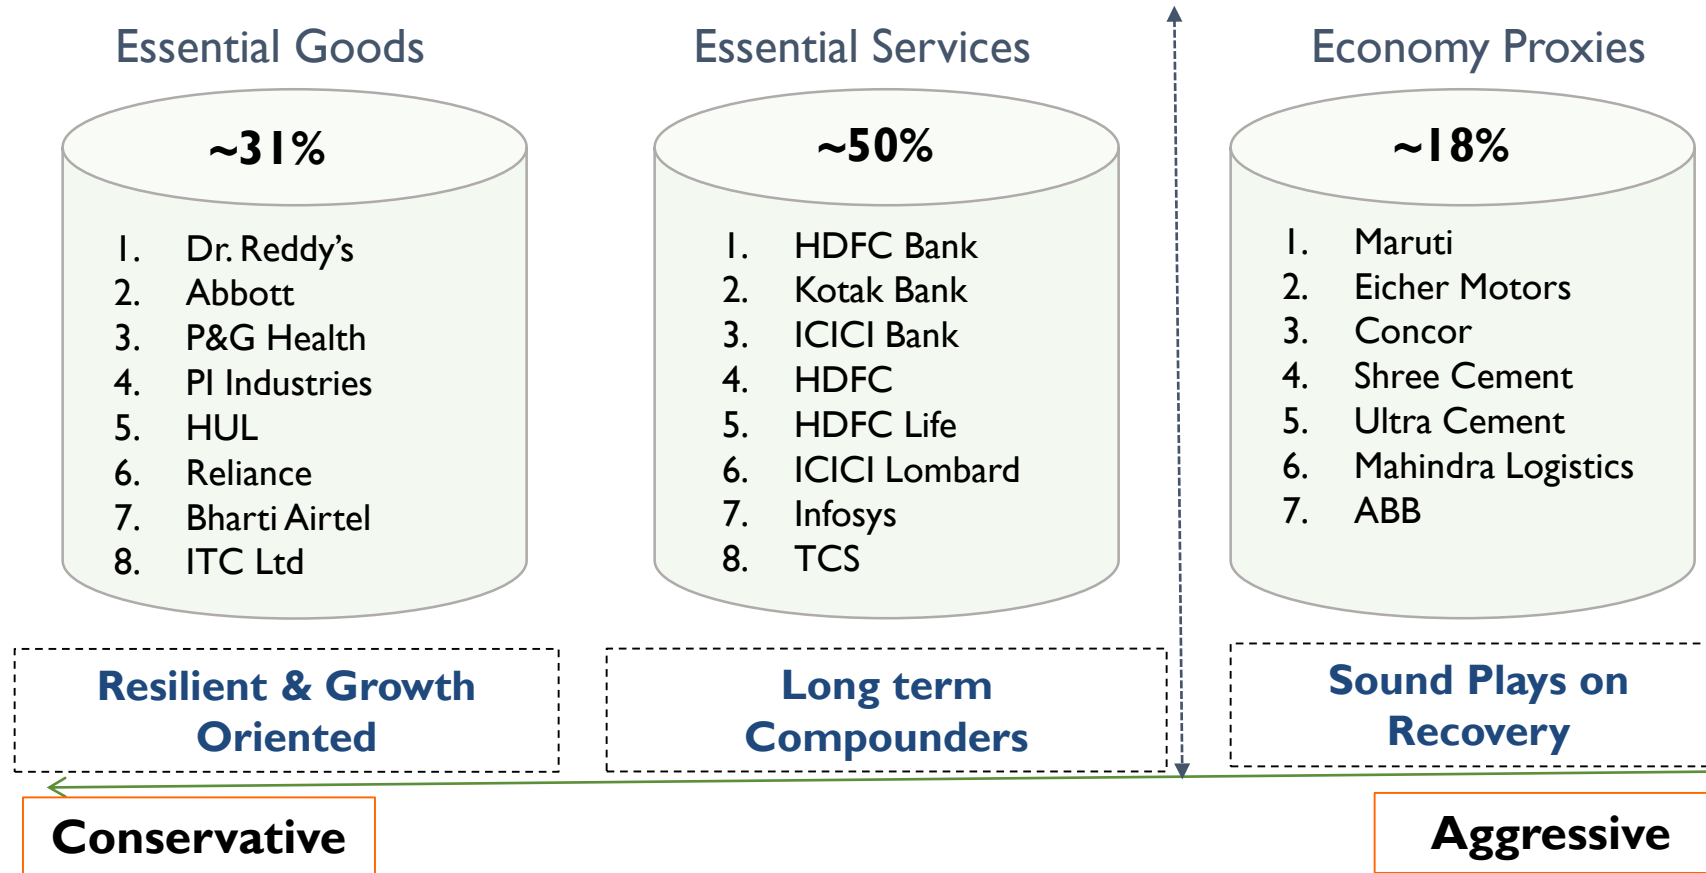 Essential Goods
~31%
1. Dr. Reddy’s
2. Abbott
3. P&G Health
4. PI Industries
5. HUL
6. Reliance
7. Bharti Airtel
8. ITC Ltd
Resilient & Growth
Oriented
Essential Services
~50%
1. HDFC Bank
2. Kotak Bank
3. ICICI Bank
4. HDFC
5. HDFC Life
6. ICICI Lombard
7. Infosys
8. TCS
Long term
Compounders
Economy Proxies
~18%
1. Maruti
2. Eicher Motors
3. Concor
4. Shree Cement
5. Ultra Cement
6. Mahindra Logistics
7. ABB
Sound Plays on
Recovery
Conservative
Aggressive